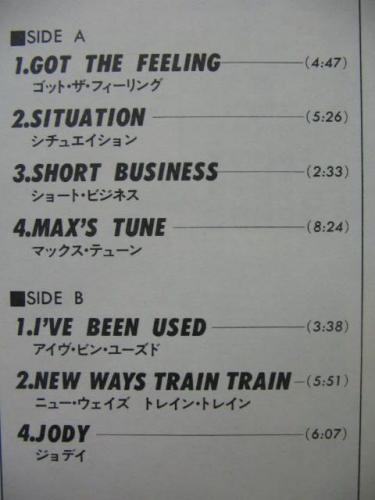 ■SIDE A
1.GOT THE FEELING (4:47)
ゴット・ザ・フィーリング
2.SITUATION (5:26)
シチュエイション
3.SHORT BUSINESS (2:33)
ショート・ビジネス
4.MAX'S TUNE (8:24)
マックス・テューン
■SIDE B
1.I'VE BEEN USED (3:38)
アイヴ・ビン・ユーズド
2.NEW WAYS TRAIN TRAIN (5:51)
ニュー・ウェイズ トレイン・トレイン
4.JODY (6:07)
ジョデイ